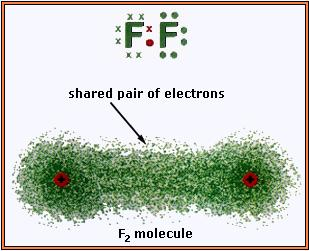 F F
shared pair of electrons
F₂ molecule